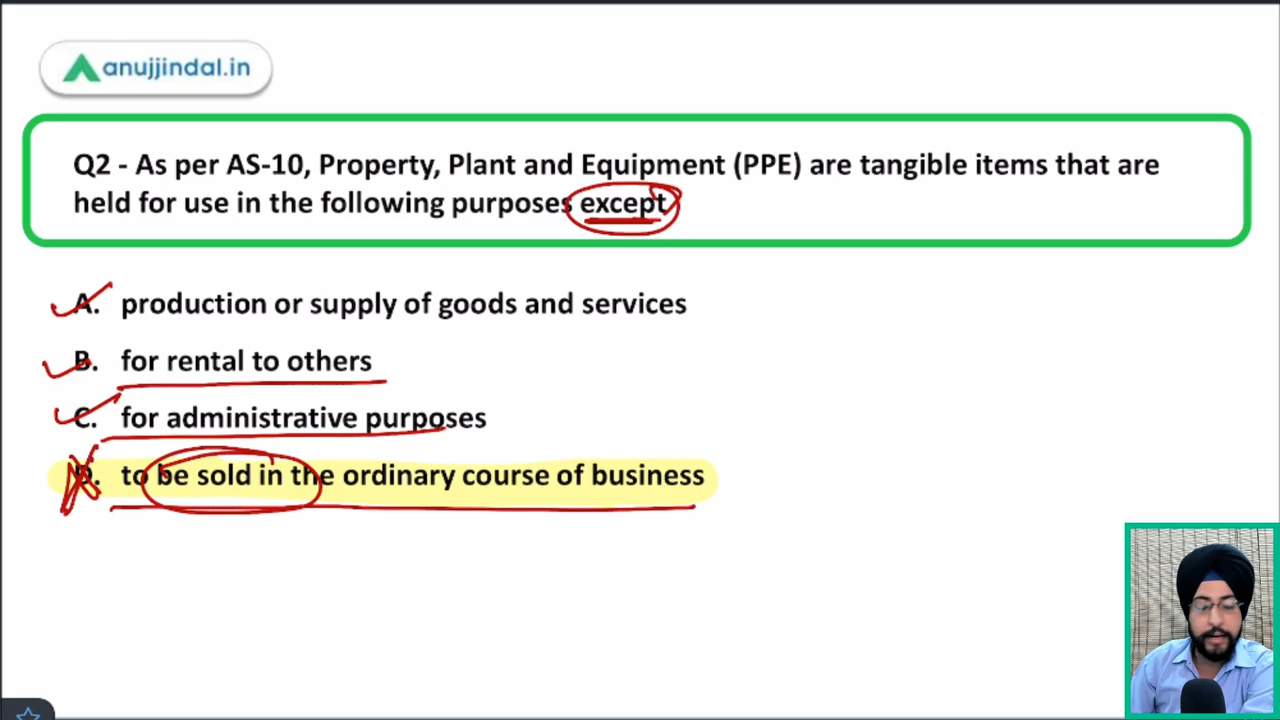 anujjindal.in
Q2 - As per AS-10, Property, Plant and Equipment (PPE) are tangible items that are
held for use in the following purposes except
A. production or supply of goods and services
B. for rental to others
C. for administrative purposes
D. to be sold in the ordinary course of business